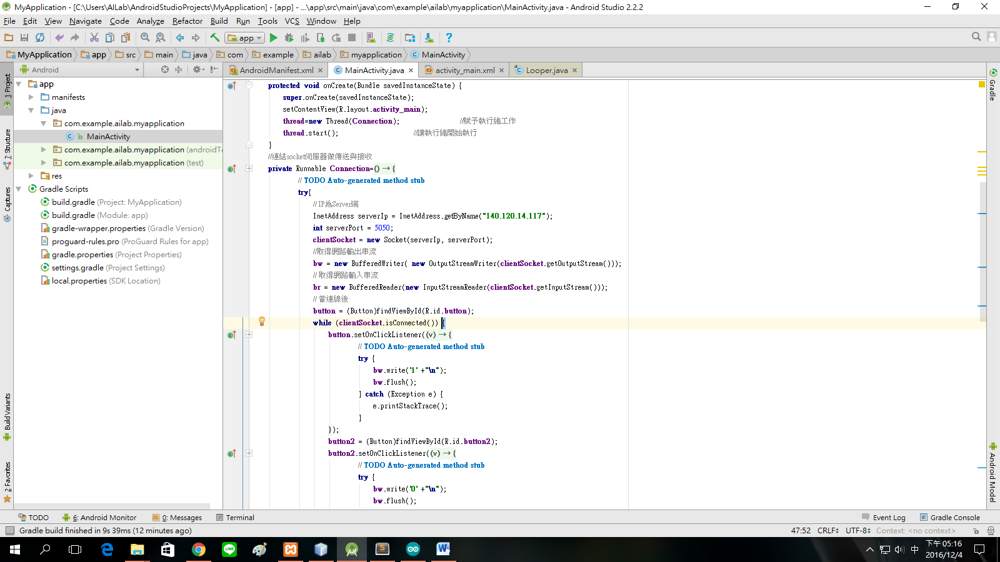 MyApplication - [C:\Users\AILab\AndroidStudioProjects\MyApplication] - [app] - ...\app\src\main\java\com\example\ailab\myapplication\MainActivity.java - Android Studio 2.2.2
File Edit View Navigate Code Analyze Refactor Build Run Tools VCS Window Help
app
MyApplication app src main java com example ailab myapplication MainActivity
Android
AndroidManifest.xml MainActivity.java activity_main.xml Looper.java
1: Project
7: Structure
Captures
Build Variants
2: Favorites
app
manifests
java
com.example.ailab.myapplication
MainActivity
com.example.ailab.myapplication (androidTe
com.example.ailab.myapplication (test)
res
Gradle Scripts
build.gradle (Project: MyApplication)
build.gradle (Module: app)
gradle-wrapper.properties (Gradle Version)
proguard-rules.pro (ProGuard Rules for app)
gradle.properties (Project Properties)
settings.gradle (Project Settings)
local.properties (SDK Location)
protected void onCreate(Bundle savedInstanceState) {
super.onCreate(savedInstanceState);
setContentView(R.layout.activity_main);
thread=new Thread(Connection); //賦予執行緒工作
thread.start(); //讓執行緒開始執行
}
//連結socket伺服器做傳送與接收
private Runnable Connection=() → {
// TODO Auto-generated method stub
try{
// IP為Server端
InetAddress serverIp = InetAddress.getByName("140.120.14.117");
int serverPort = 5050;
clientSocket = new Socket(serverIp, serverPort);
//取得網路輸出串流
bw = new BufferedWriter( new OutputStreamWriter(clientSocket.getOutputStream()));
// 取得網路輸入串流
br = new BufferedReader(new InputStreamReader(clientSocket.getInputStream()));
// 當連線後
button = (Button)findViewById(R.id.button);
while (clientSocket.isConnected()) {
button.setOnClickListener((v) → {
// TODO Auto-generated method stub
try {
bw.write('1' +"\n");
bw.flush();
} catch (Exception e) {
e.printStackTrace();
}
});
button2 = (Button)findViewById(R.id.button2);
button2.setOnClickListener((v) → {
// TODO Auto-generated method stub
try {
bw.write('0' +"\n");
bw.flush();
Gradle
Android Model
TODO 6: Android Monitor 0: Messages Terminal Event Log Gradle Console
Gradle build finished in 9s 39ms (12 minutes ago) 47:52 CRLF UTF-8 Context: <no context>
中 下午 05:16
2016/12/4